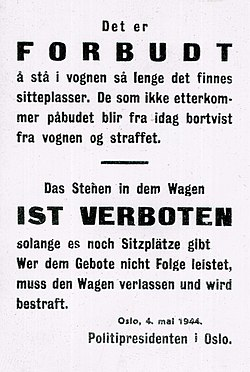 Det er
FORBUDT
å stå i vognen så lenge det finnes
sitteplasser. De som ikke etterkom-
mer påbudet blir fra idag bortvist
fra vognen og straffet.
Das Stehen in dem Wagen
IST VERBOTEN
solange es noch Sitzplätze gibt
Wer dem Gebote nicht Folge leistet,
muss den Wagen verlassen und wird
bestraft.
Oslo, 4. mai 1944.
Politipresidenten i Oslo.